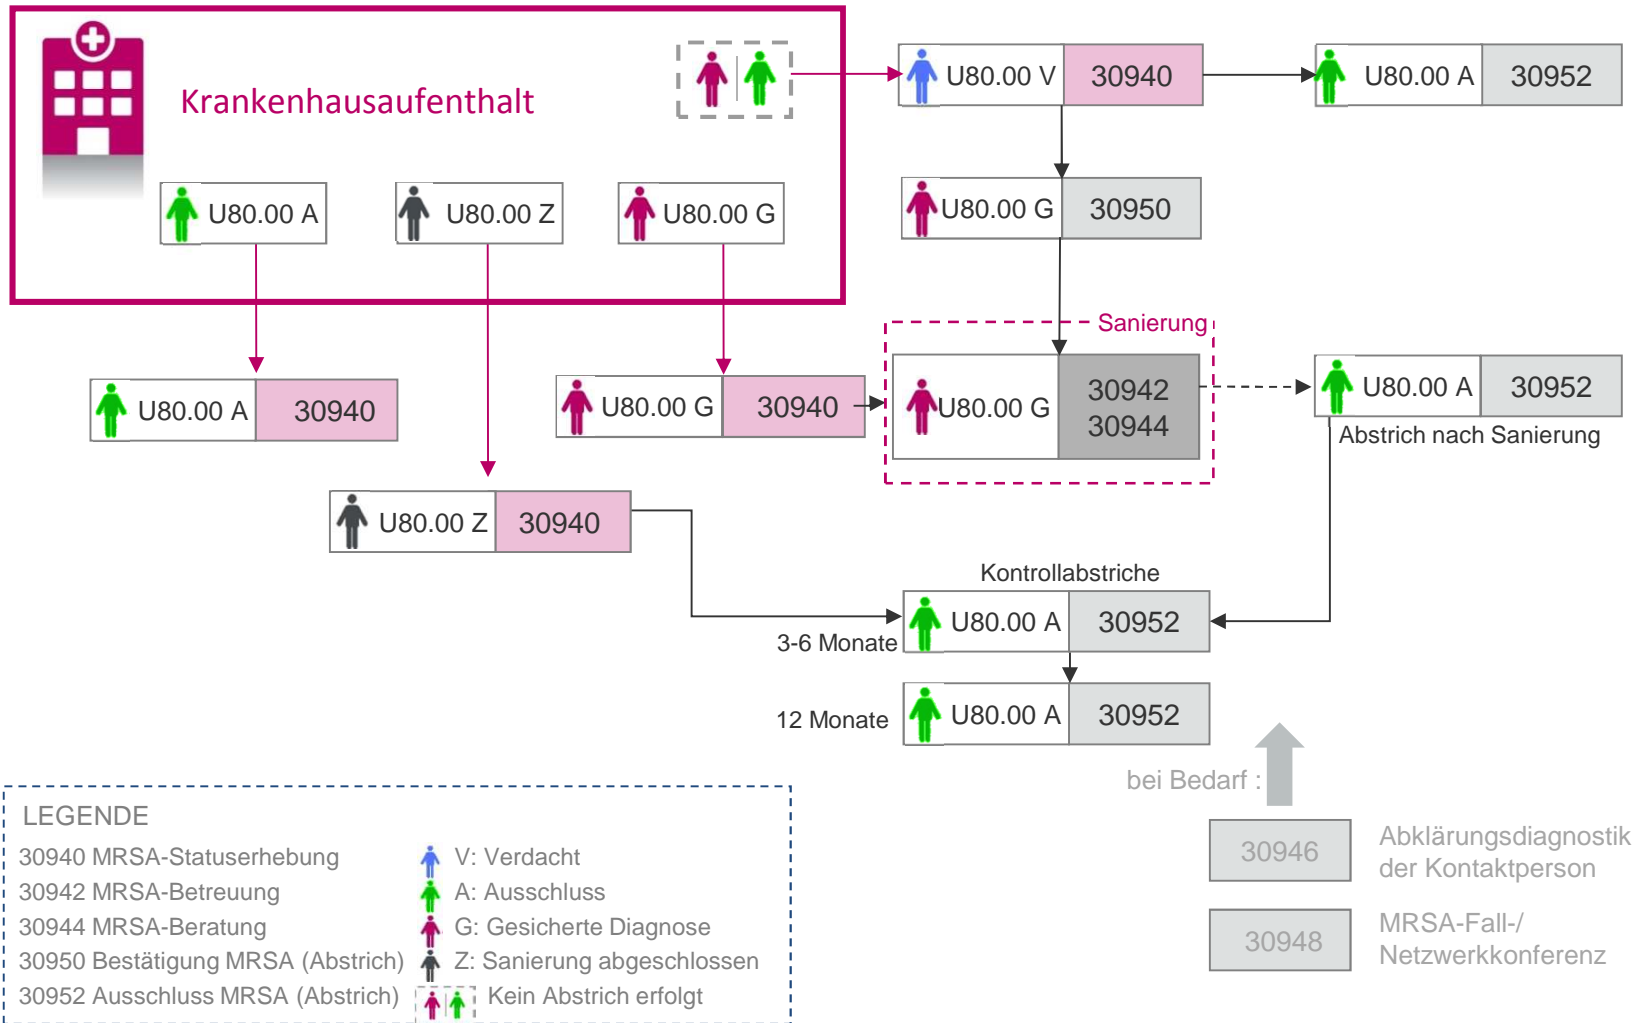 Krankenhausaufenthalt
U80.00 V 30940
U80.00 A 30952
U80.00 A
U80.00 Z
U80.00 G
U80.00 G 30950
Sanierung
U80.00 A 30940
U80.00 G 30940
U80.00 G
30942
30944
U80.00 A 30952
Abstrich nach Sanierung
U80.00 Z 30940
Kontrollabstriche
U80.00 A 30952
3-6 Monate
U80.00 A 30952
12 Monate
bei Bedarf :
30946
Abklärungsdiagnostik
der Kontaktperson
30948
MRSA-Fall-/
Netzwerkkonferenz
LEGENDE
30940 MRSA-Statuserhebung
30942 MRSA-Betreuung
30944 MRSA-Beratung
30950 Bestätigung MRSA (Abstrich)
30952 Ausschluss MRSA (Abstrich)
V: Verdacht
A: Ausschluss
G: Gesicherte Diagnose
Z: Sanierung abgeschlossen
Kein Abstrich erfolgt